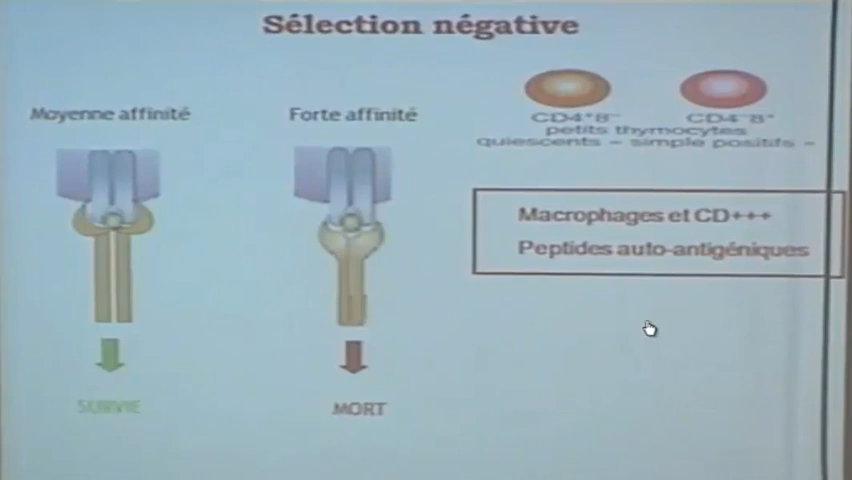 Sélection négative
Moyenne affinité
Forte affinité
CD4⁺8⁻
CD4⁻8⁺
petits thymocytes
quiescents - simple positifs -
Macrophages et CD+++
Peptides auto-antigéniques
SURVIE
MORT